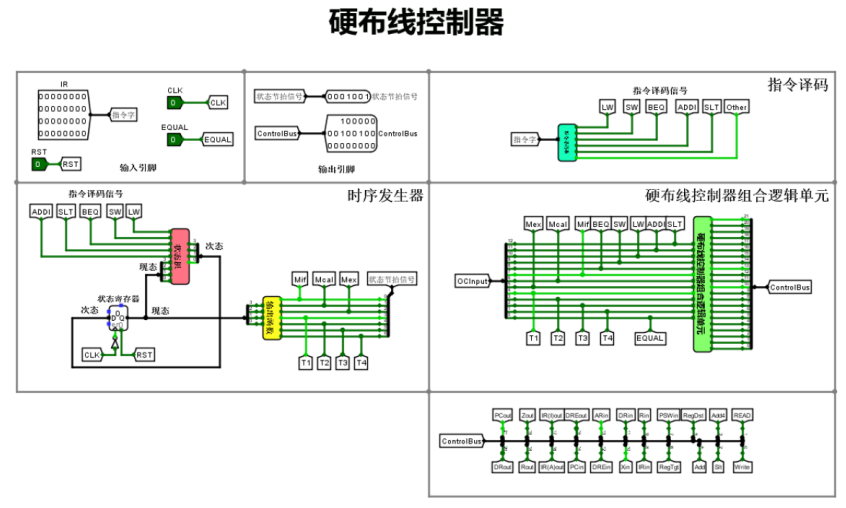 硬布线控制器
IR
00000000
00000000
00000000
00000000
指令字
CLK
0
CLK
EQUAL
0
EQUAL
RST
0
RST
输入引脚
状态节拍信号
0001001
状态节拍信号
ControlBus
100000
00100100
00000000
ControlBus
输出引脚
指令译码
指令译码信号
LW
SW
BEQ
ADDI
SLT
Other
指令字
时序发生器
指令译码信号
ADDI
SLT
BEQ
SW
LW
状态机
次态
现态
状态寄存器
次态
D
Q
现态
CLK
RST
Mif
Mcal
Mex
状态节拍信号
输出函数
T1
T2
T3
T4
硬布线控制器组合逻辑单元
Mex
Mcal
Mif
BEQ
SW
LW
ADDI
SLT
OCInput
硬布线控制器组合逻辑单元
ControlBus
T1
T2
T3
T4
EQUAL
PCout
Zout
IR(I)out
DREout
ARin
DRin
Rin
PSWin
RegDst
Add4
READ
ControlBus
DRout
Rout
IR(A)out
PCin
DREin
Xin
IRin
RegTgt
Add
Slt
Write